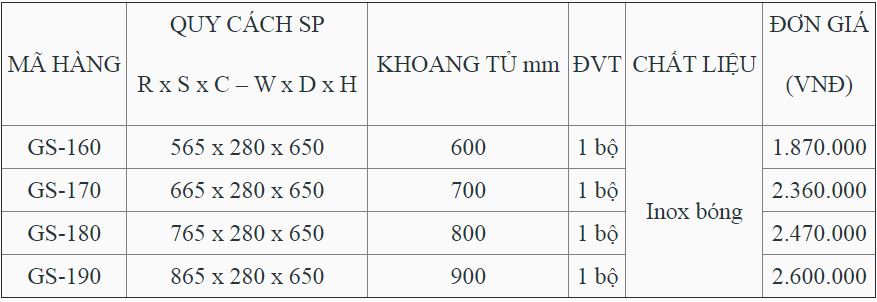 MÃ HÀNG QUY CÁCH SP R x S x C – W x D x H KHOANG TỦ mm ĐVT CHẤT LIỆU ĐƠN GIÁ (VNĐ)
GS-160 565 x 280 x 650 600 1 bộ Inox bóng 1.870.000
GS-170 665 x 280 x 650 700 1 bộ 2.360.000
GS-180 765 x 280 x 650 800 1 bộ 2.470.000
GS-190 865 x 280 x 650 900 1 bộ 2.600.000